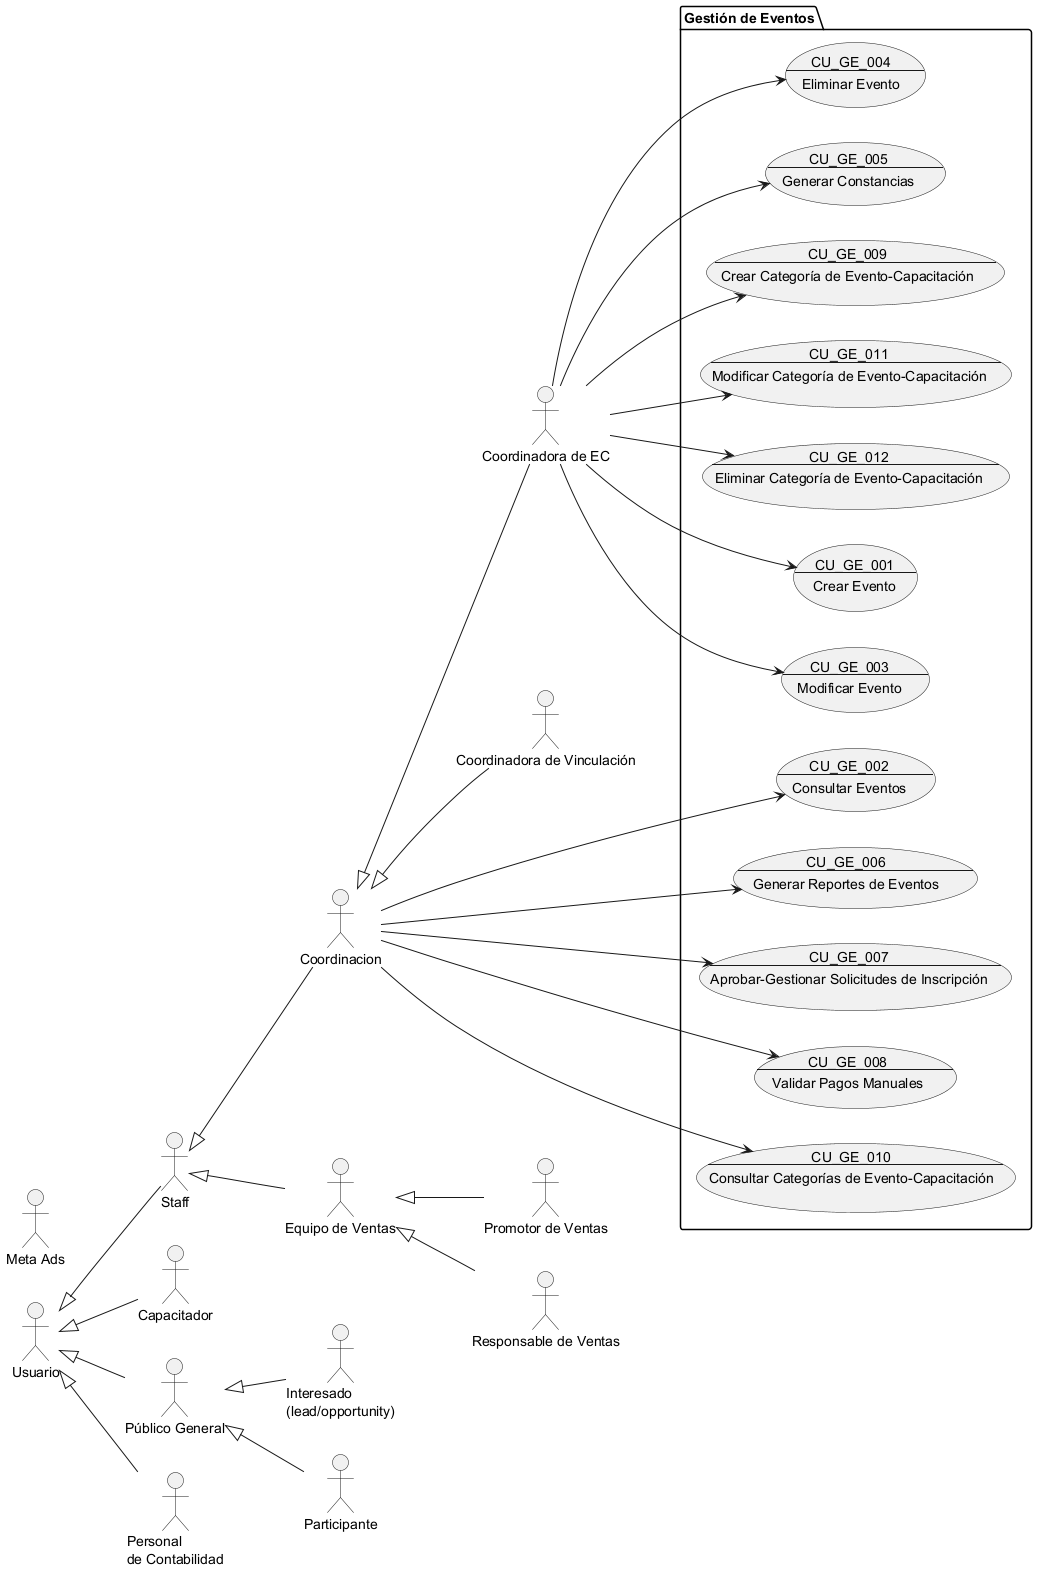 Gestión de Eventos
CU_GE_004
Eliminar Evento
CU_GE_005
Generar Constancias
CU_GE_009
Crear Categoría de Evento-Capacitación
CU_GE_011
Modificar Categoría de Evento-Capacitación
CU_GE_012
Eliminar Categoría de Evento-Capacitación
CU_GE_001
Crear Evento
CU_GE_003
Modificar Evento
CU_GE_002
Consultar Eventos
CU_GE_006
Generar Reportes de Eventos
CU_GE_007
Aprobar-Gestionar Solicitudes de Inscripción
CU_GE_008
Validar Pagos Manuales
CU_GE_010
Consultar Categorías de Evento-Capacitación
Coordinadora de EC
Coordinadora de Vinculación
Coordinacion
Staff
Equipo de Ventas
Promotor de Ventas
Meta Ads
Capacitador
Responsable de Ventas
Usuario
Interesado
(lead/opportunity)
Público General
Participante
Personal
de Contabilidad